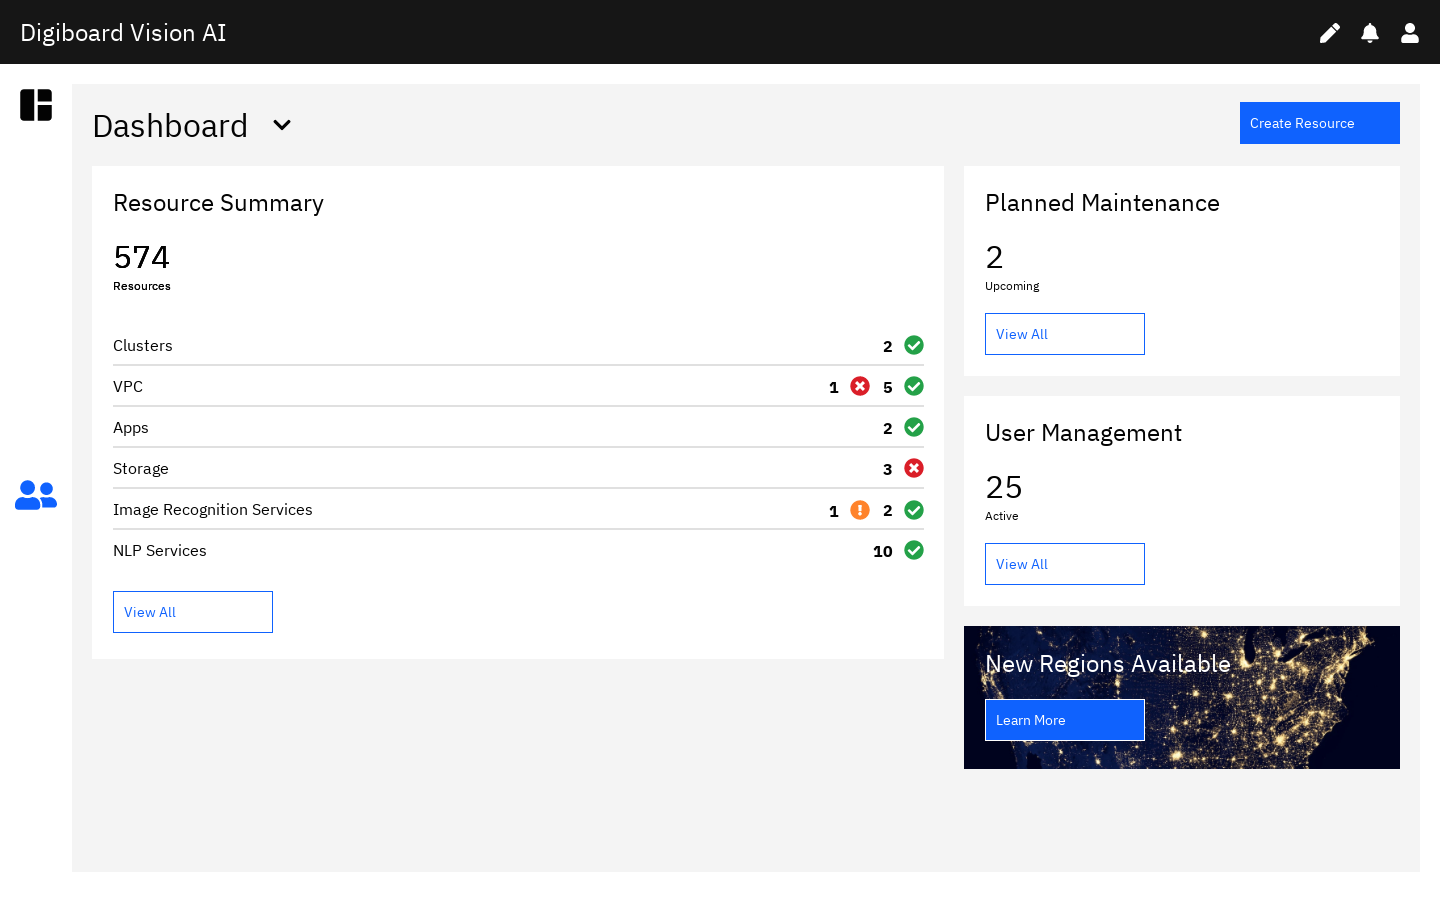 Digiboard Vision AI
Dashboard
Create Resource
Resource Summary
574
Resources
Clusters 2
VPC 1 5
Apps 2
Storage 3
Image Recognition Services 1 2
NLP Services 10
View All
Planned Maintenance
2
Upcoming
View All
User Management
25
Active
View All
New Regions Available
Learn More